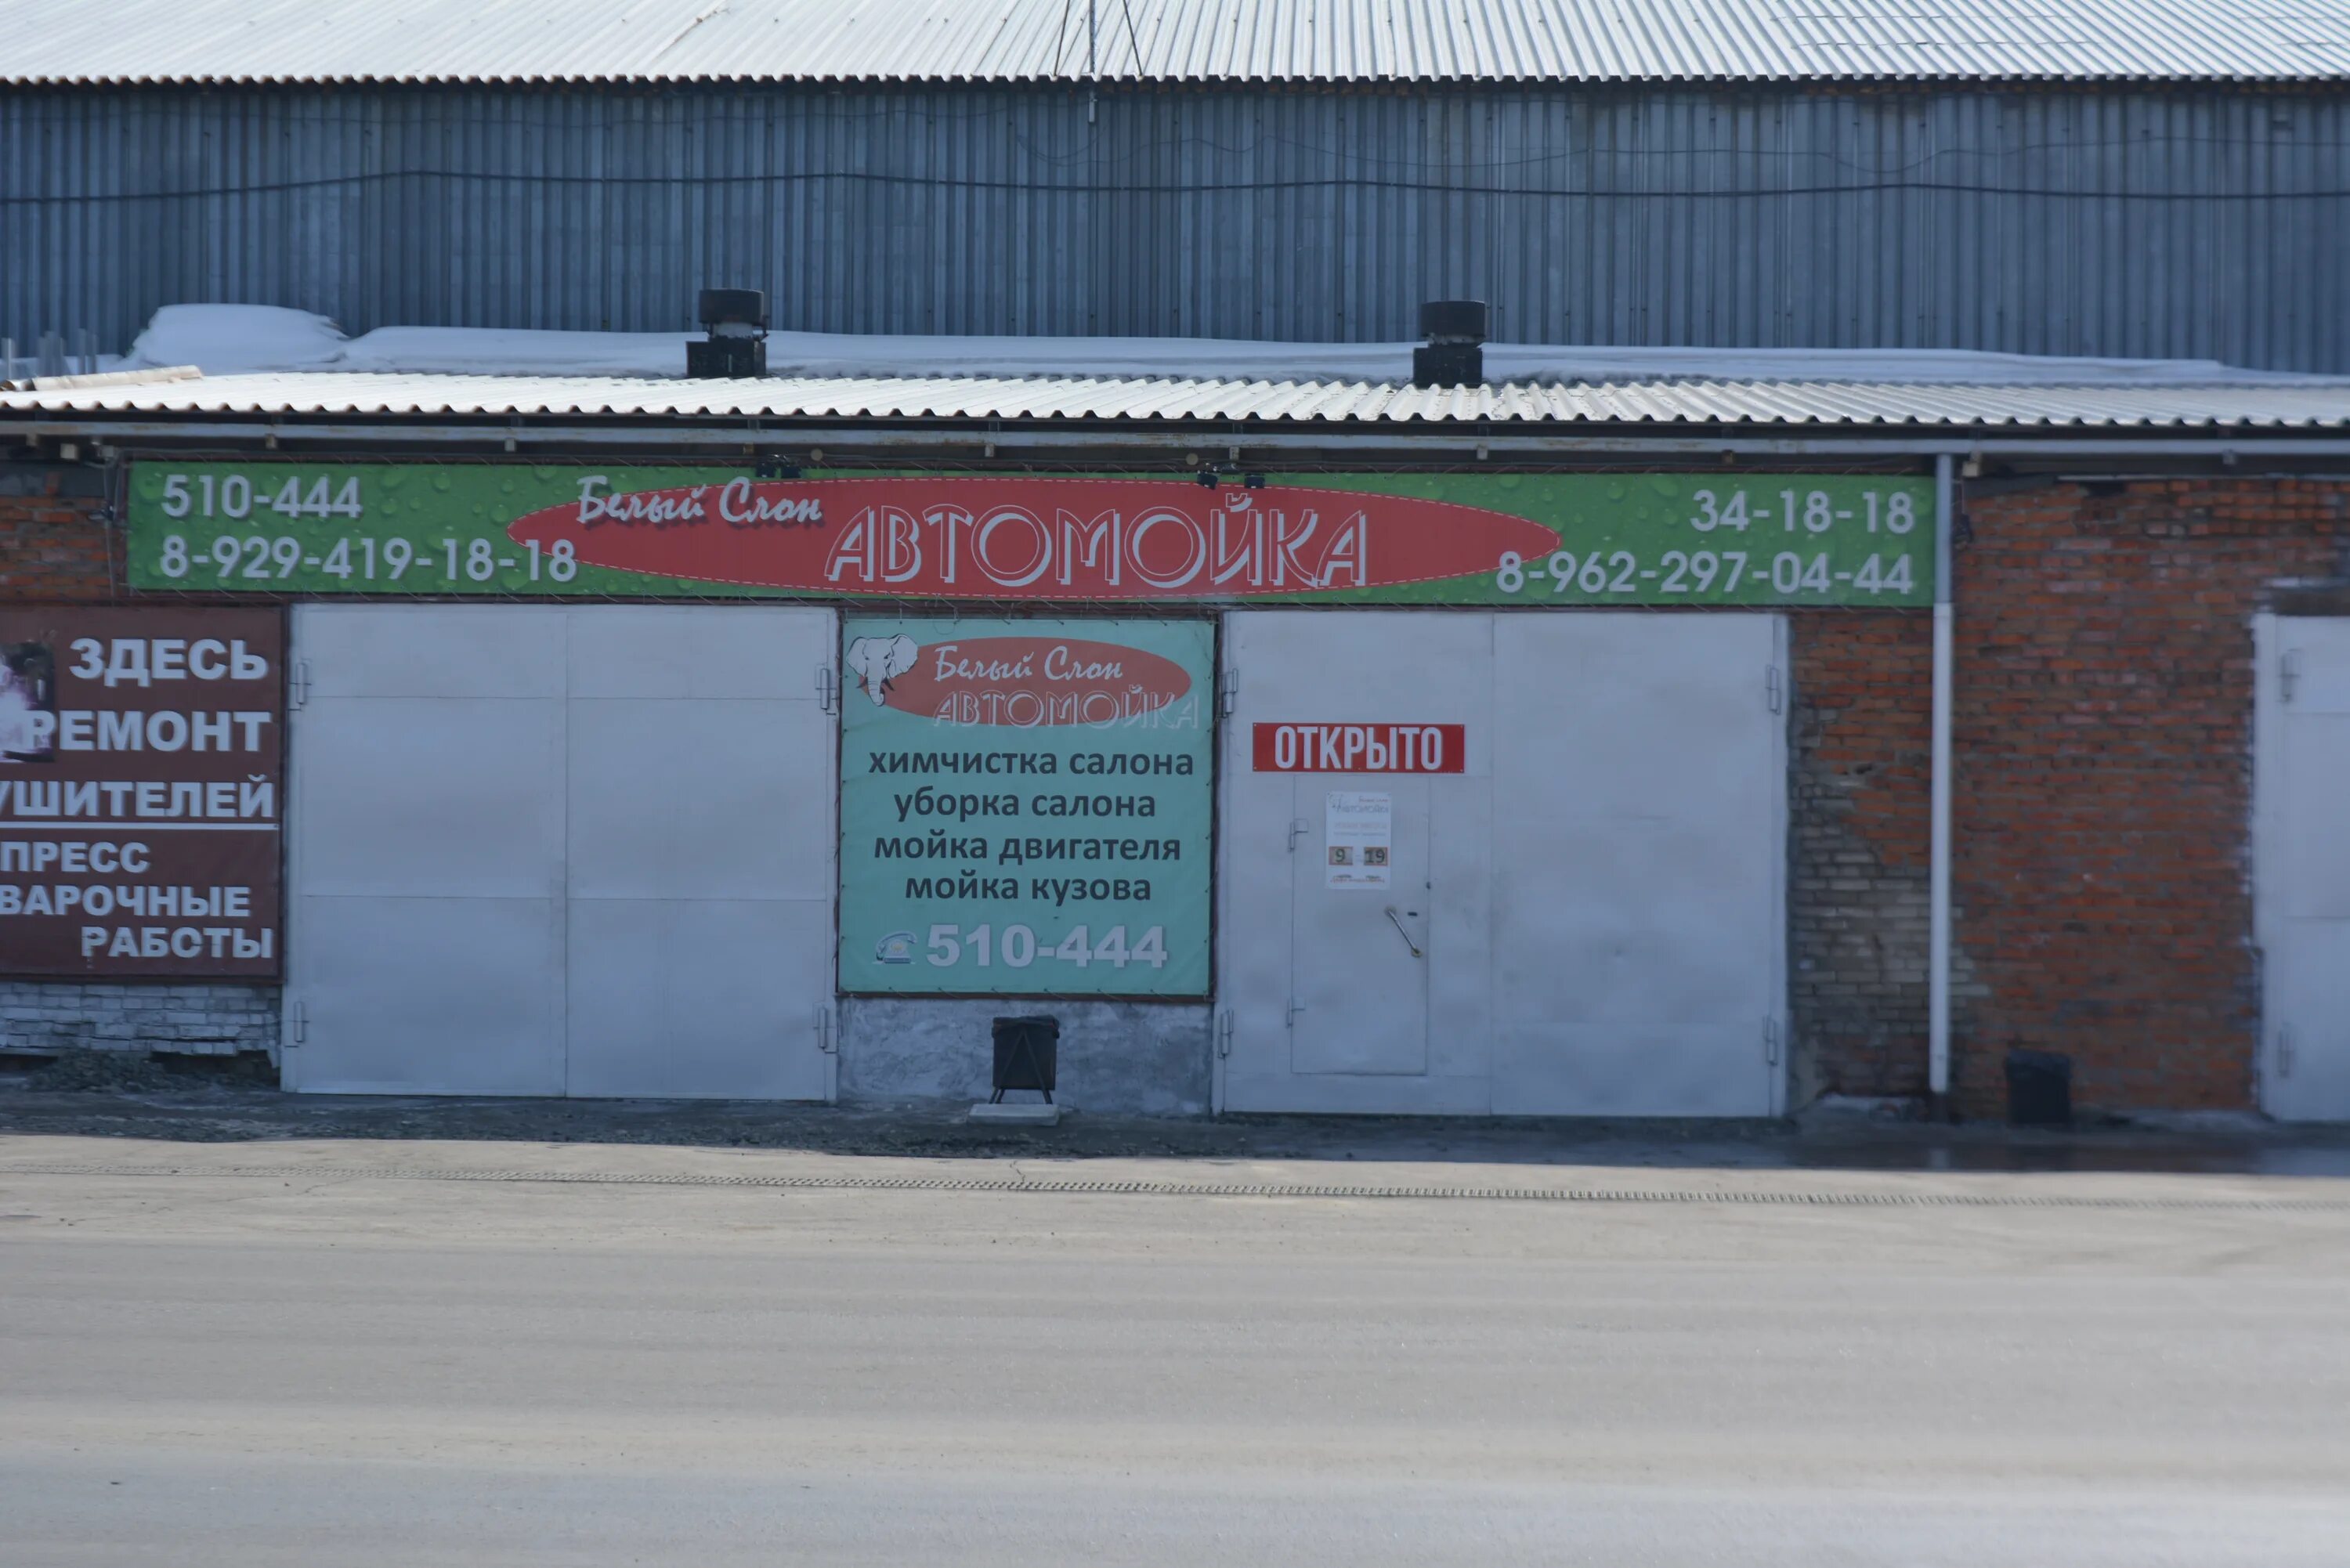 510-444
8-929-419-18-18
Белый Слон
АВТОМОЙКА
34-18-18
8-962-297-04-44
ЗДЕСЬ
РЕМОНТ
УШИТЕЛЕЙ
ПРЕСС
ВАРОЧНЫЕ
РАБОТЫ
Белый Слон
АВТОМОЙКА
химчистка салона
уборка салона
мойка двигателя
мойка кузова
510-444
ОТКРЫТО
9 19